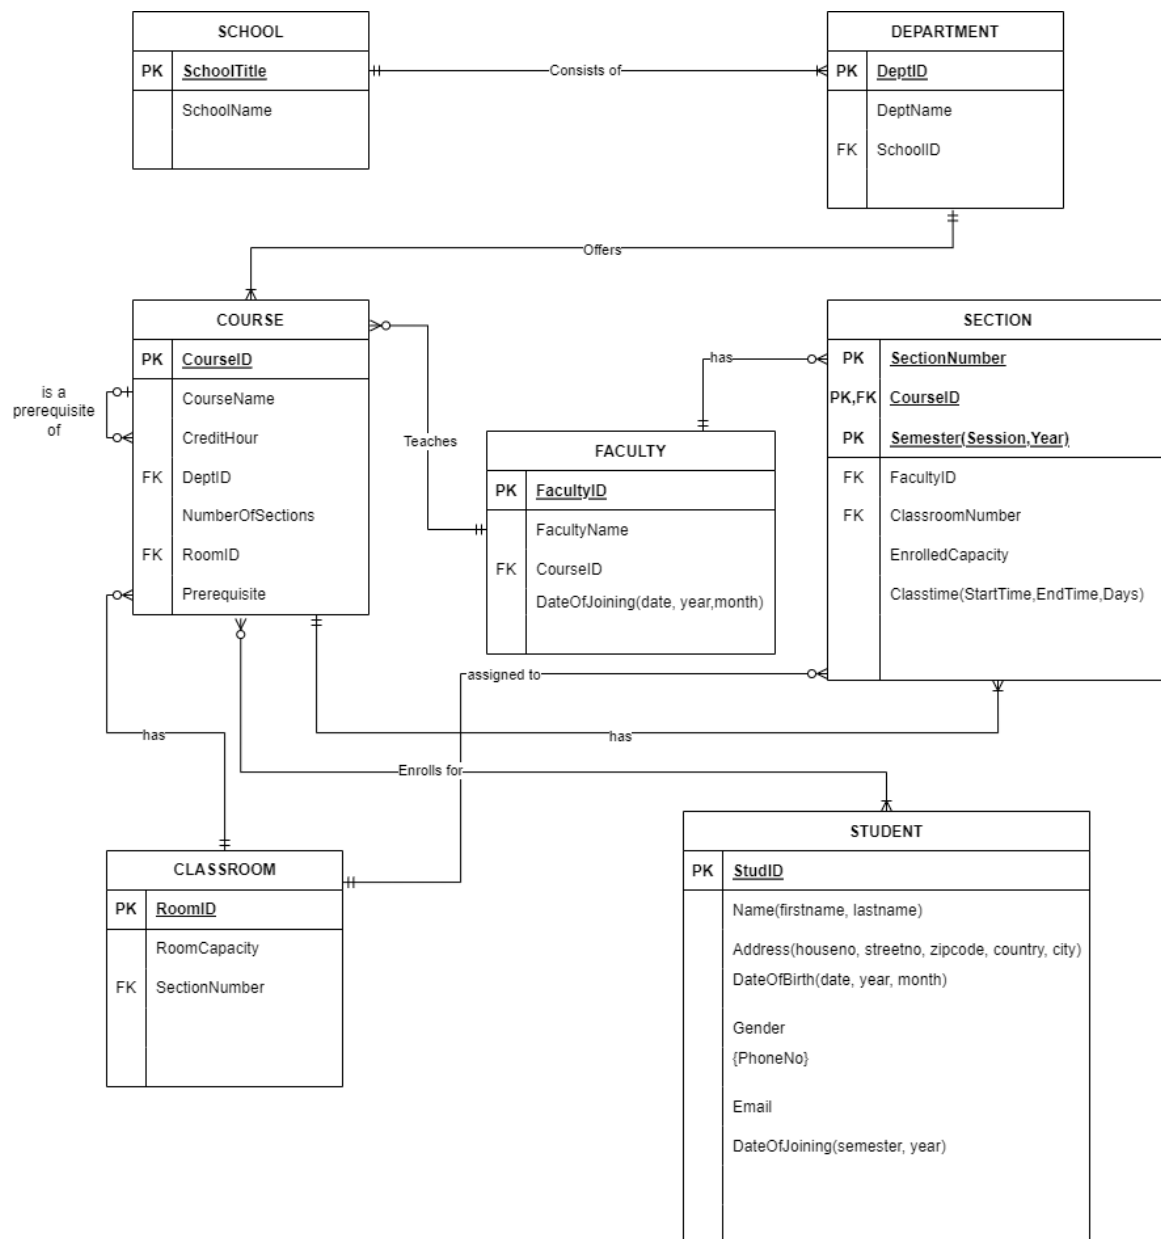 SCHOOL
PK SchoolTitle
SchoolName
Consists of
DEPARTMENT
PK DeptID
DeptName
FK SchoolID
Offers
COURSE
PK CourseID
CourseName
CreditHour
FK DeptID
NumberOfSections
FK RoomID
Prerequisite
is a
prerequisite
of
Teaches
has
FACULTY
PK FacultyID
FacultyName
FK CourseID
DateOfJoining(date, year,month)
SECTION
PK SectionNumber
PK,FK CourseID
PK Semester(Session,Year)
FK FacultyID
FK ClassroomNumber
EnrolledCapacity
Classtime(StartTime,EndTime,Days)
assigned to
has
has
Enrolls for
CLASSROOM
PK RoomID
RoomCapacity
FK SectionNumber
STUDENT
PK StudID
Name(firstname, lastname)
Address(houseno, streetno, zipcode, country, city)
DateOfBirth(date, year, month)
Gender
{PhoneNo}
Email
DateOfJoining(semester, year)